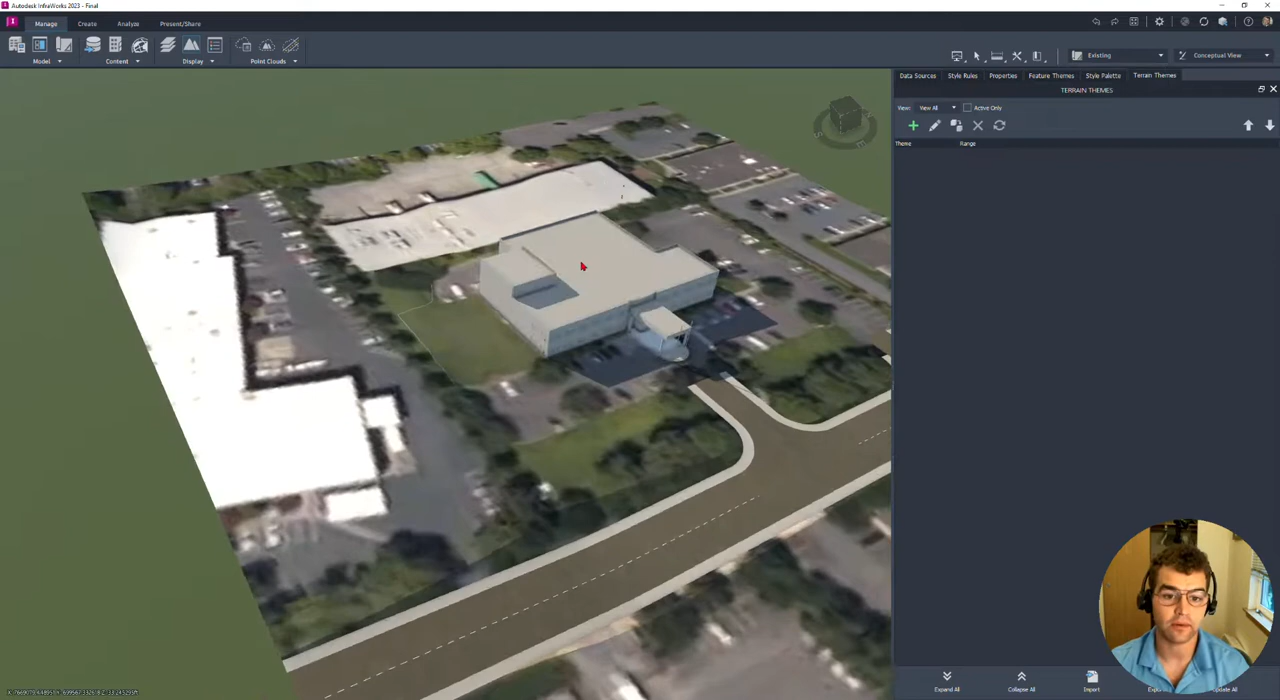 Autodesk InfraWorks 2023 - Final
Manage Create Analyze Present/Share
Model Content Display Point Clouds
Existing Conceptual View
Data Sources Style Rules Properties Feature Themes Style Palette Terrain Themes
TERRAIN THEMES
View: View All Active Only
Theme Range
Expand All Collapse All Import